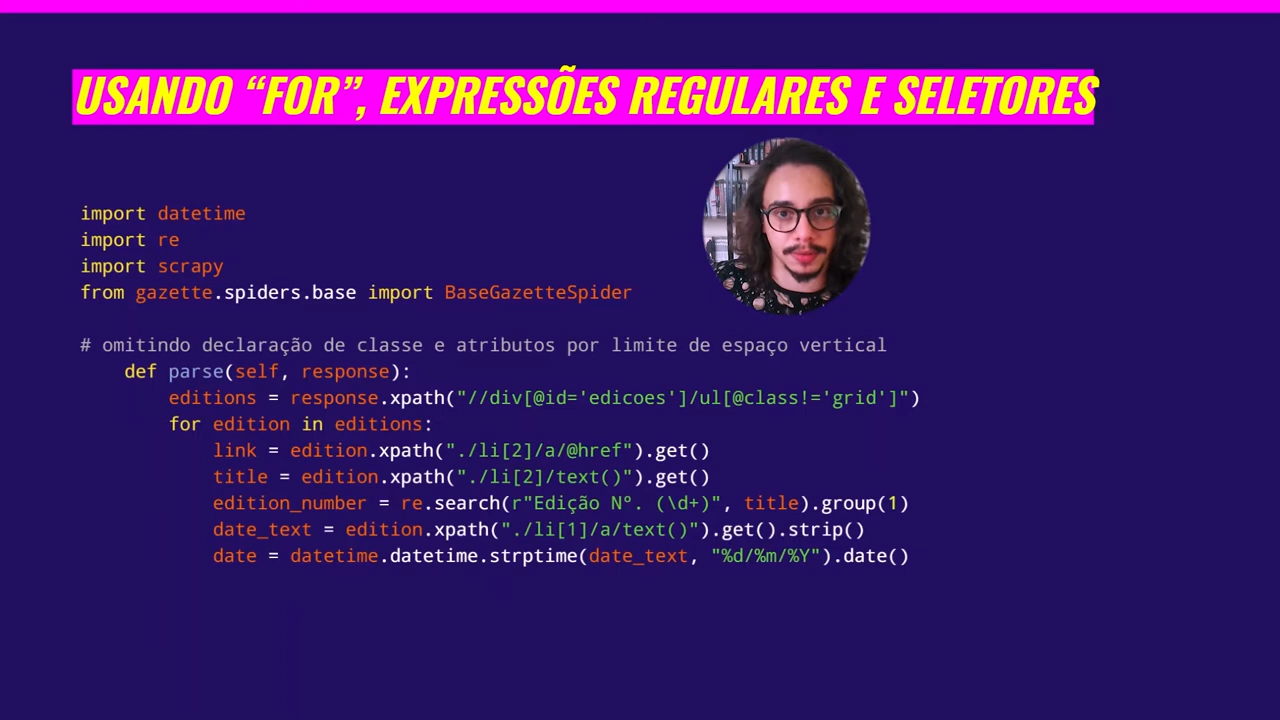 USANDO “FOR”, EXPRESSÕES REGULARES E SELETORES
import datetime
import re
import scrapy
from gazette.spiders.base import BaseGazetteSpider
# omitindo declaração de classe e atributos por limite de espaço vertical
    def parse(self, response):
        editions = response.xpath("//div[@id='edicoes']/ul[@class!='grid']")
        for edition in editions:
            link = edition.xpath("./li[2]/a/@href").get()
            title = edition.xpath("./li[2]/text()").get()
            edition_number = re.search(r"Edição Nº. (\d+)", title).group(1)
            date_text = edition.xpath("./li[1]/a/text()").get().strip()
            date = datetime.datetime.strptime(date_text, "%d/%m/%Y").date()